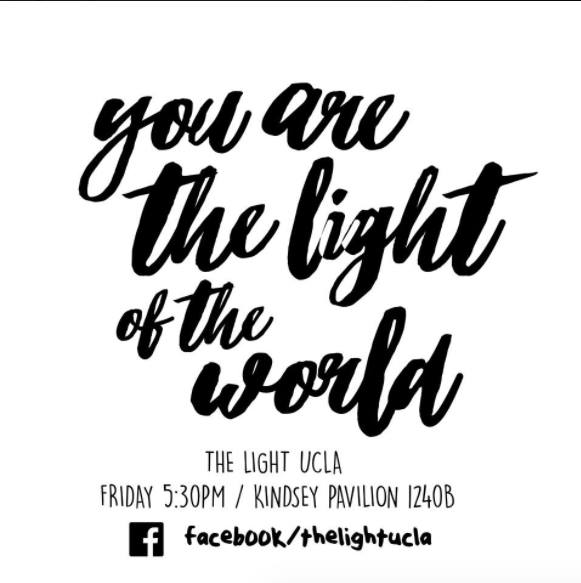 you are
the light
of the
world
THE LIGHT UCLA
FRIDAY 5:30PM / KINDSEY PAVILION 1240B
facebook/thelightucla